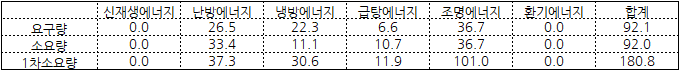 신재생에너지 난방에너지 냉방에너지 급탕에너지 조명에너지 환기에너지 합계
요구량 0.0 26.5 22.3 6.6 36.7 0.0 92.1
소요량 0.0 33.4 11.1 10.7 36.7 0.0 92.0
1차소요량 0.0 37.3 30.6 11.9 101.0 0.0 180.8